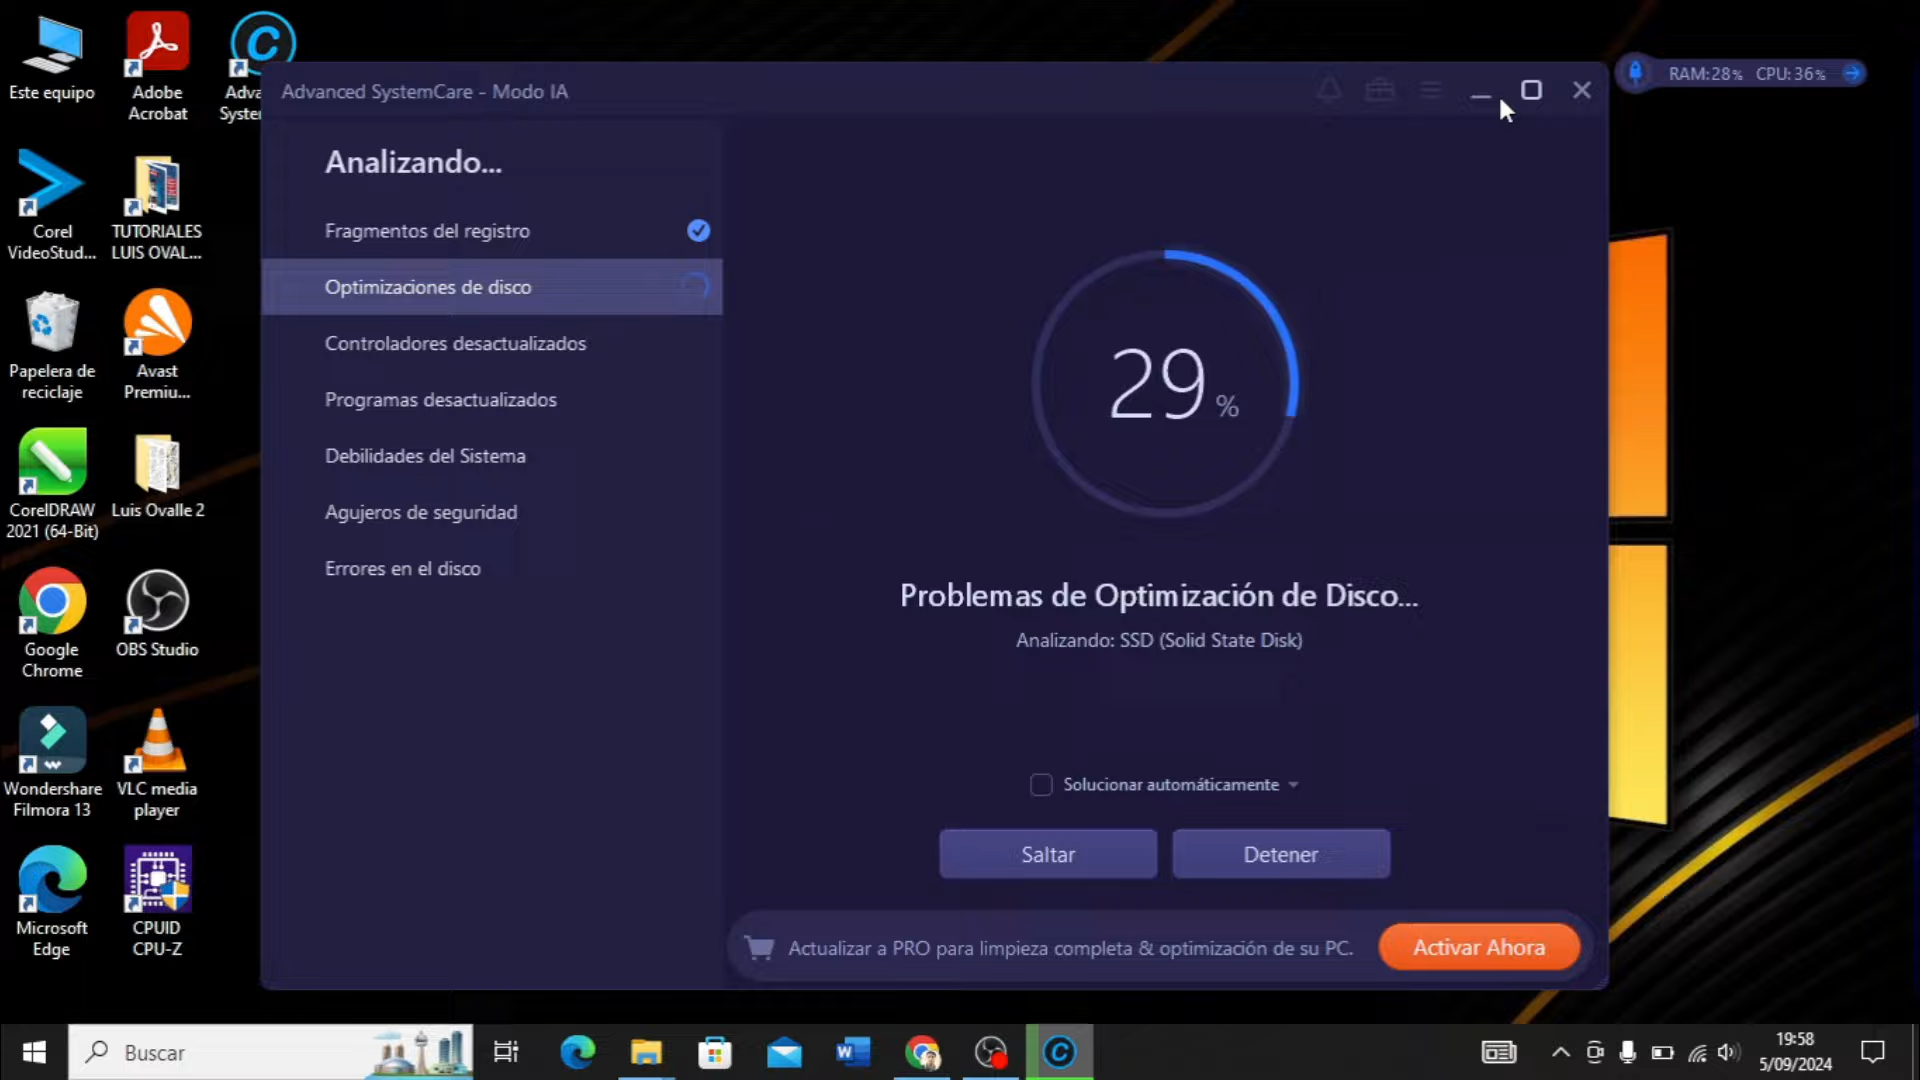 Este equipo
Adobe
Acrobat
Adva
Syste
Corel
VideoStud...
TUTORIALES
LUIS OVAL...
Papelera de
reciclaje
Avast
Premiu...
CorelDRAW
2021 (64-Bit)
Luis Ovalle 2
Google
Chrome
OBS Studio
Wondershare
Filmora 13
VLC media
player
Microsoft
Edge
CPUID
CPU-Z
Advanced SystemCare - Modo IA
Analizando...
Fragmentos del registro
Optimizaciones de disco
Controladores desactualizados
Programas desactualizados
Debilidades del Sistema
Agujeros de seguridad
Errores en el disco
29 %
Problemas de Optimización de Disco...
Analizando: SSD (Solid State Disk)
Solucionar automáticamente
Saltar
Detener
Actualizar a PRO para limpieza completa & optimización de su PC.
Activar Ahora
RAM:28% CPU:36%
Buscar
19:58
5/09/2024